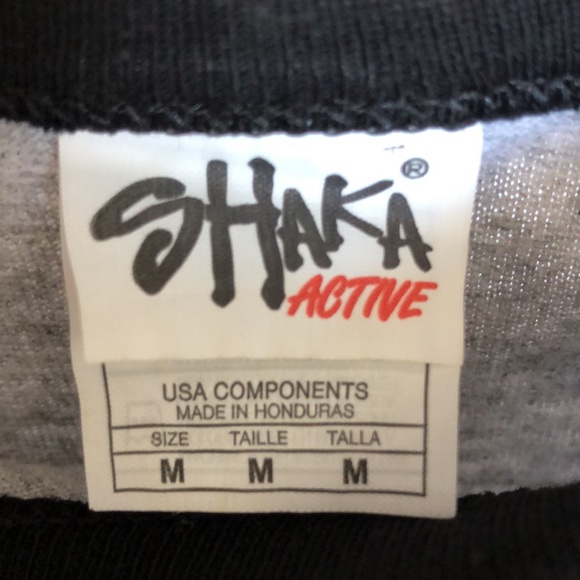 SHAKA®
ACTIVE
USA COMPONENTS
MADE IN HONDURAS
SIZE TAILLE TALLA
M M M